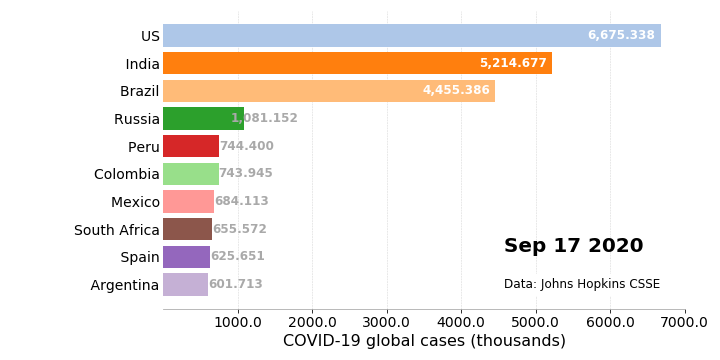 US 6,675.338
India 5,214.677
Brazil 4,455.386
Russia 1,081.152
Peru 744.400
Colombia 743.945
Mexico 684.113
South Africa 655.572
Spain 625.651
Argentina 601.713
Sep 17 2020
Data: Johns Hopkins CSSE
1000.0 2000.0 3000.0 4000.0 5000.0 6000.0 7000.0
COVID-19 global cases (thousands)